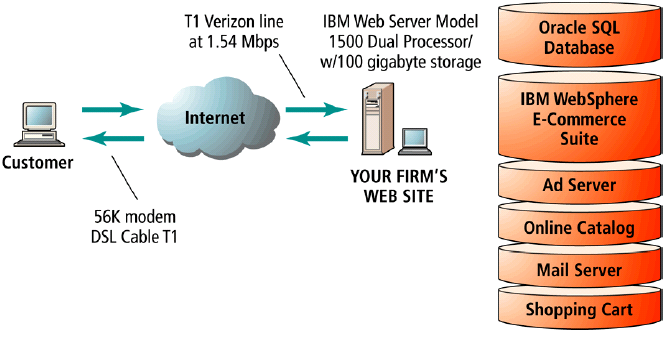 T1 Verizon line
at 1.54 Mbps
IBM Web Server Model
1500 Dual Processor/
w/100 gigabyte storage
Internet
Customer
56K modem
DSL Cable T1
YOUR FIRM'S
WEB SITE
Oracle SQL
Database
IBM WebSphere
E-Commerce
Suite
Ad Server
Online Catalog
Mail Server
Shopping Cart